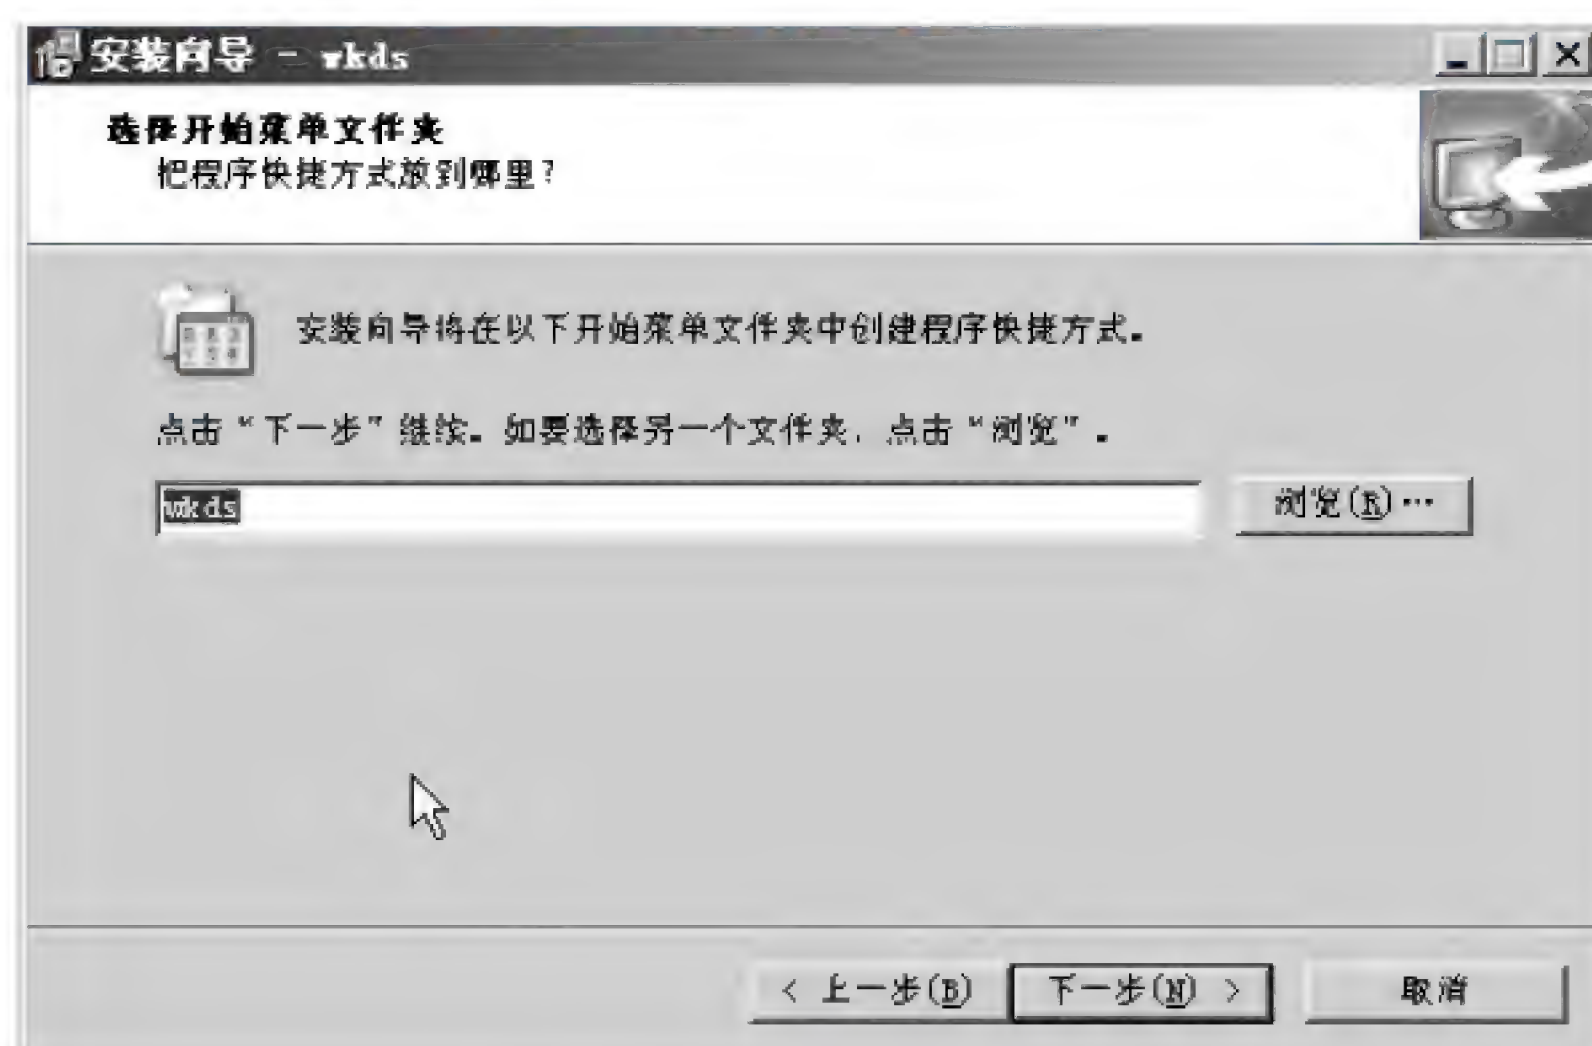 安装向导 - wkds
选择开始菜单文件夹
把程序快捷方式放到哪里?
安装向导将在以下开始菜单文件夹中创建程序快捷方式。
点击“下一步”继续。如要选择另一个文件夹，点击“浏览”。
wkds
浏览(R)…
< 上一步(B)
下一步(N) >
取消